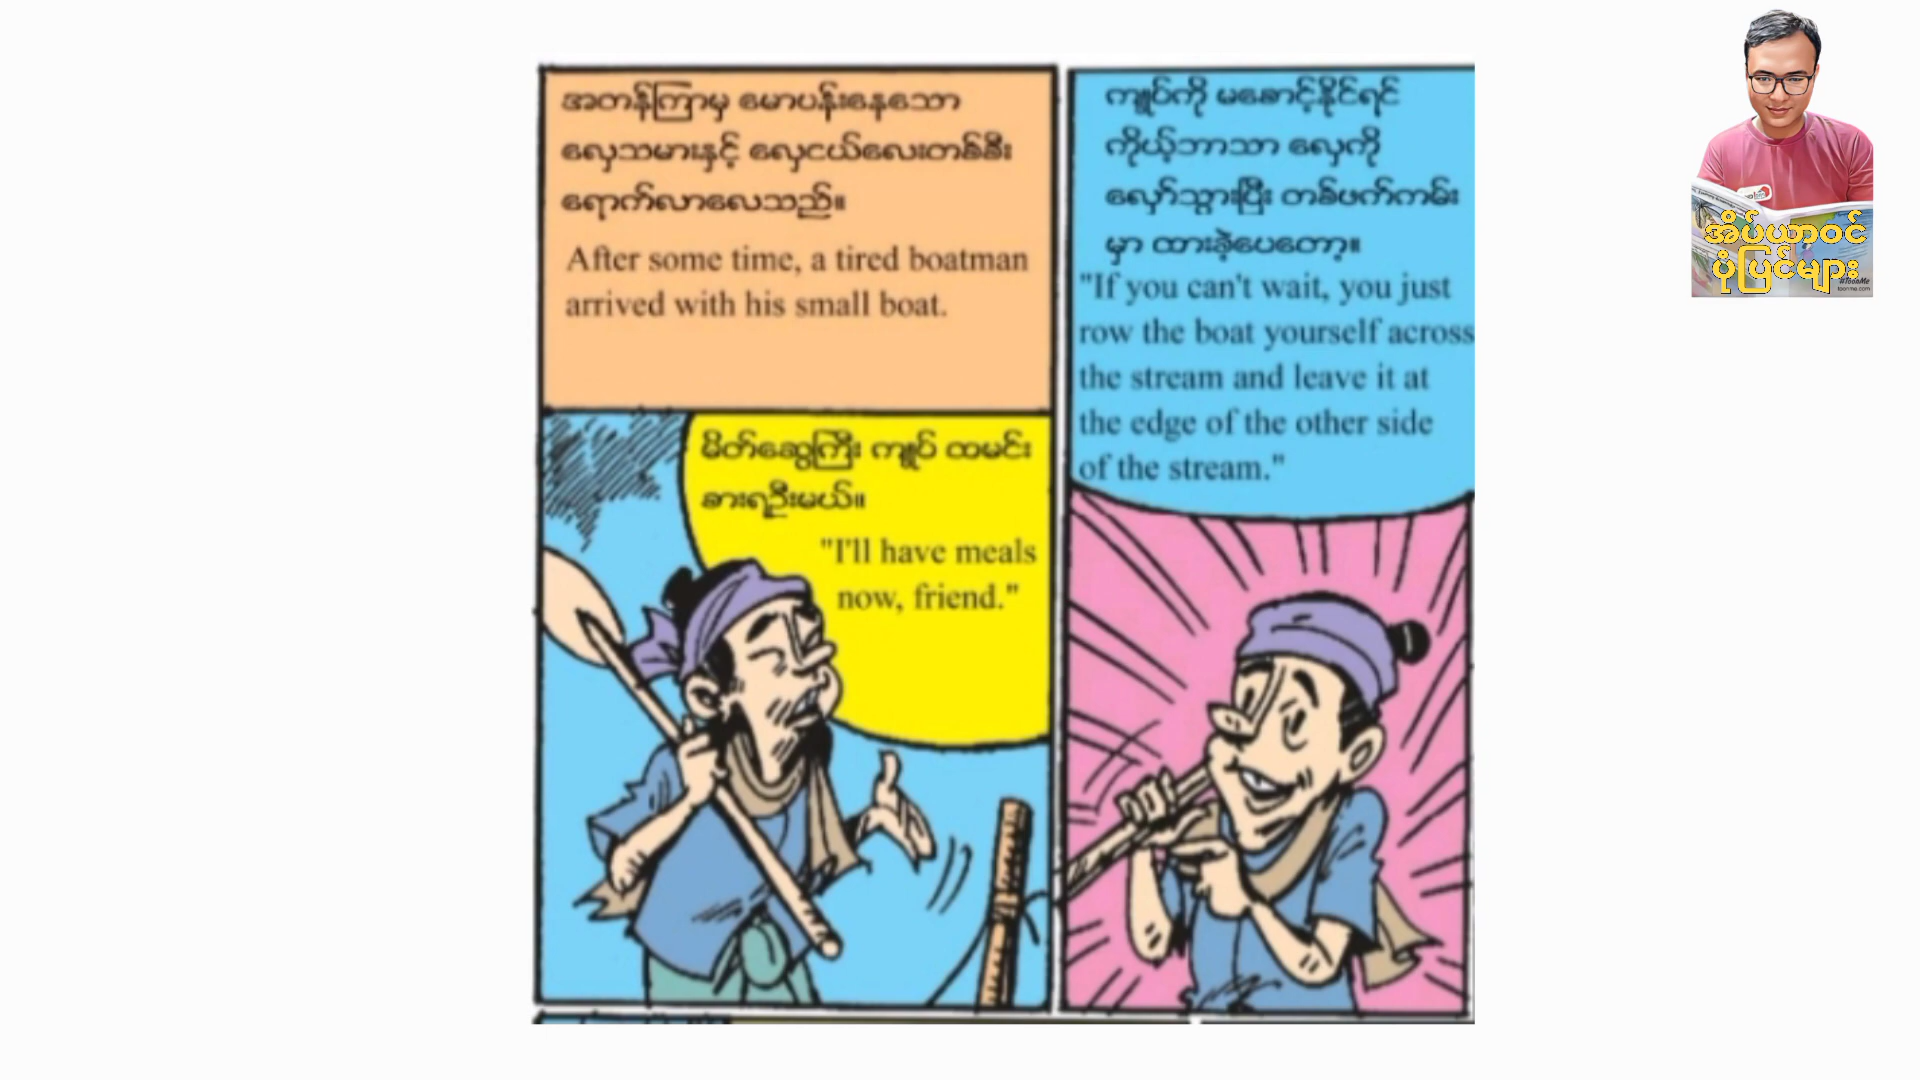 အတန်ကြာမှ မောပန်းနေသော
လှေသမားနှင့် လှေငယ်လေးတစ်စီး
ရောက်လာလေသည်။
After some time, a tired boatman
arrived with his small boat.
မိတ်ဆွေကြီး ကျုပ် ထမင်း
စားရဦးမယ်။
"I'll have meals
now, friend."
ကျုပ်ကို မစောင့်နိုင်ရင်
ကိုယ့်ဘာသာ လှေကို
လှော်သွားပြီး တစ်ဖက်ကမ်း
မှာ ထားခဲ့ပေတော့။
"If you can't wait, you just
row the boat yourself across
the stream and leave it at
the edge of the other side
of the stream."
အိပ်ယာဝင်
ပုံပြင်များ
#ToonMe
toonme.com